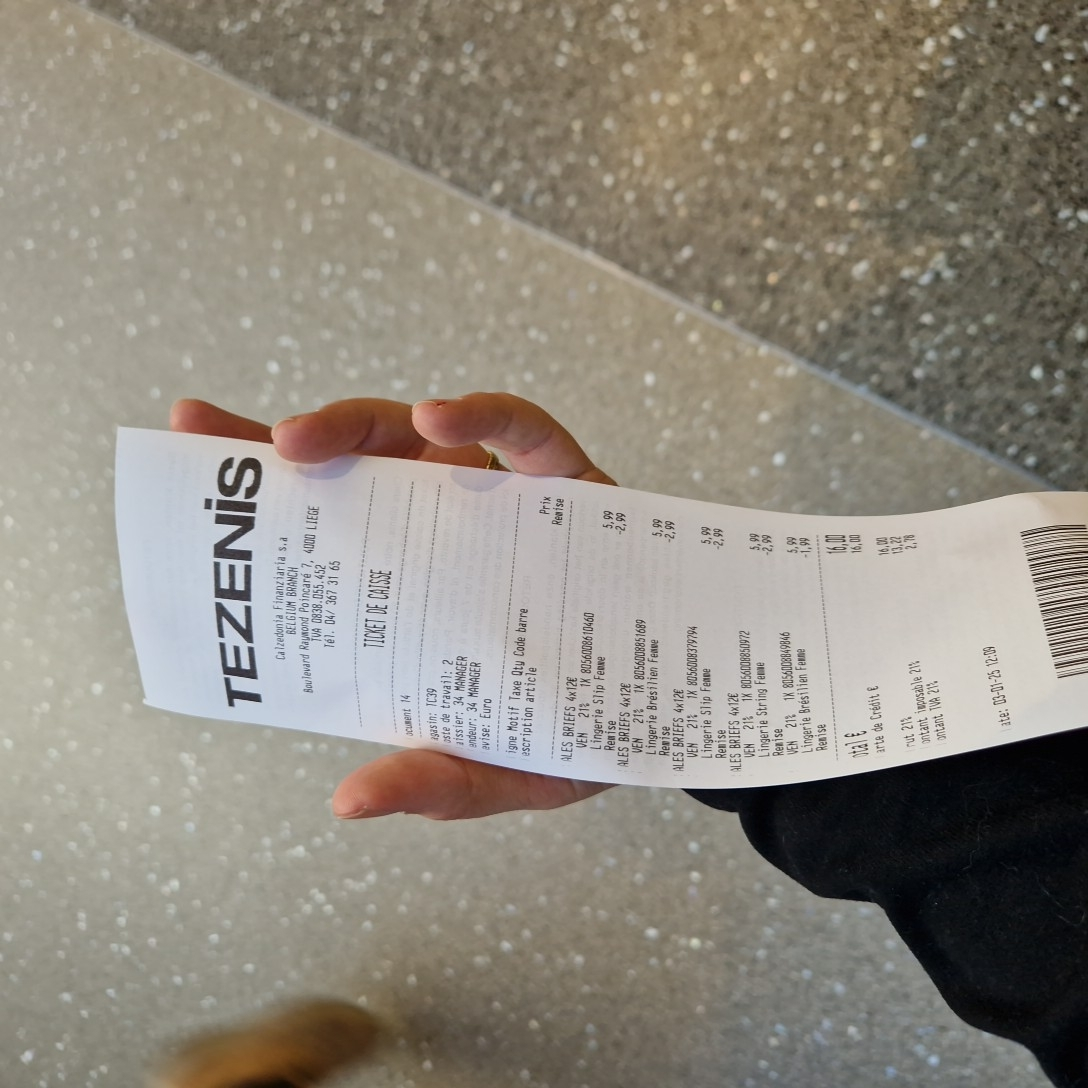 TEZENIS
Calzedonia Finanziaria s.a
BELGIUM BRANCH
Boulevard Raymond Poincaré 7, 4000 LIEGE
TVA 0838.055.452
Tél. 04/ 367 31 65
TICKET DE CAISSE
ocument 14
agasin: IC39
oste de travail: 2
aissier: 34 MANAGER
endeur: 34 MANAGER
evise: Euro
igne Motif Taxe Qty Code barre Prix
escription article Remise
ALES BRIEFS 4x12E
VEN 21% 1X 8056008610460 5,99
Lingerie Slip Femme -2,99
Remise
ALES BRIEFS 4x12E
VEN 21% 1X 8056008851689 5,99
Lingerie Brésilien Femme -2,99
Remise
ALES BRIEFS 4x12E
VEN 21% 1X 8056008379794 5,99
Lingerie Slip Femme -2,99
Remise
ALES BRIEFS 4x12E
VEN 21% 1X 8056008850972 5,99
Lingerie String Femme -2,99
Remise
VEN 21% 1X 8056008849846 5,99
Lingerie Brésilien Femme -1,99
Remise
otal € 16,00
arte de Crédit € 16,00
rut 21% 16,00
ontant imposable 21% 13,22
ontant TVA 21% 2,78
ate: 03-01-25 12:09